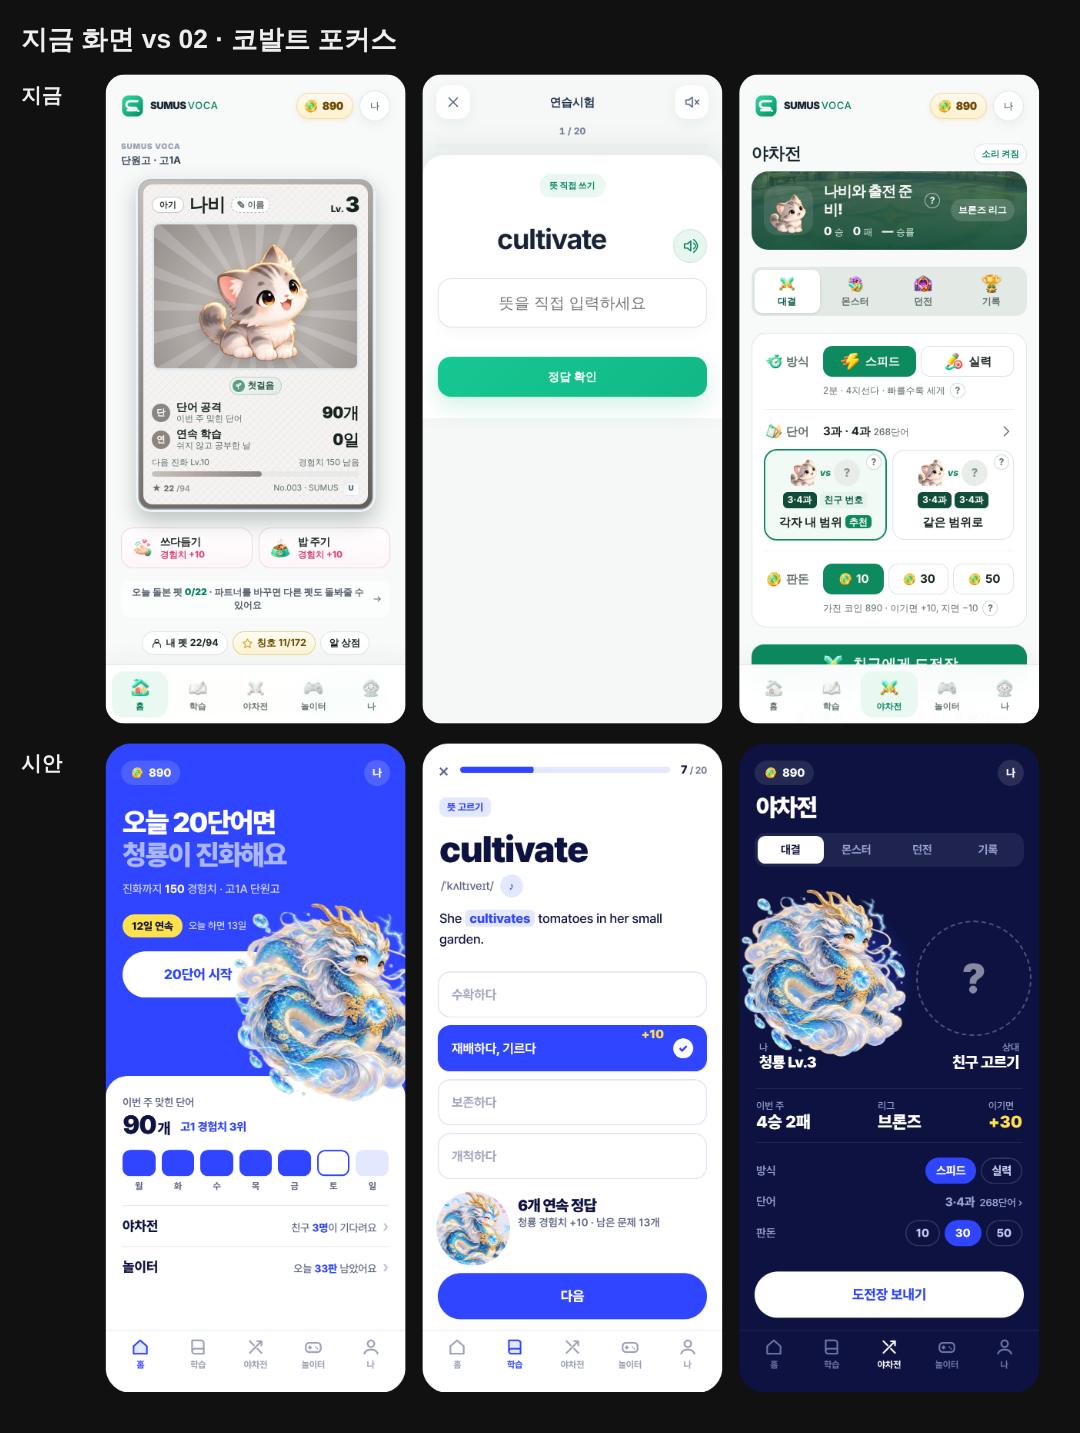 지금 화면 vs 02 · 코발트 포커스
지금
SUMUS VOCA
890
나
SUMUS VOCA
단원고 · 고1A
아기 나비 ✎ 이름 Lv.3
첫걸음
단 단어 공격 90개
이번 주 맞힌 단어
연 연속 학습 0일
쉬지 않고 공부한 날
다음 진화 Lv.10 경험치 150 남음
★ 22 /94 No.003 · SUMUS U
쓰다듬기
경험치 +10
밥 주기
경험치 +10
오늘 돌본 펫 0/22 · 파트너를 바꾸면 다른 펫도 돌봐줄 수 있어요 →
내 펫 22/94
칭호 11/172
알 상점
홈 학습 야차전 놀이터 나
연습시험
1 / 20
뜻 직접 쓰기
cultivate
뜻을 직접 입력하세요
정답 확인
SUMUS VOCA
890
나
야차전
소리 켜짐
나비와 출전 준
비!
?
브론즈 리그
0 승 0 패 — 승률
대결 몬스터 던전 기록
방식 스피드 실력
2분 · 4지선다 · 빠를수록 세게 ?
단어 3과 · 4과 268단어
vs ? ?
3·4과 친구 번호
각자 내 범위 추천
vs ? ?
3·4과 3·4과
같은 범위로
판돈 10 30 50
가진 코인 890 · 이기면 +10, 지면 −10 ?
친구에게 도전장
홈 학습 야차전 놀이터 나
시안
890
나
오늘 20단어면
청룡이 진화해요
진화까지 150 경험치 · 고1A 단원고
12일 연속 오늘 하면 13일
20단어 시작
이번 주 맞힌 단어
90개 고1 경험치 3위
월 화 수 목 금 토 일
야차전 친구 3명이 기다려요
놀이터 오늘 33판 남았어요
홈 학습 야차전 놀이터 나
7 / 20
뜻 고르기
cultivate
/ˈkʌltɪveɪt/ ♪
She cultivates tomatoes in her small
garden.
수확하다
재배하다, 기르다 +10
보존하다
개척하다
6개 연속 정답
청룡 경험치 +10 · 남은 문제 13개
다음
홈 학습 야차전 놀이터 나
890
나
야차전
대결 몬스터 던전 기록
?
나
청룡 Lv.3
상대
친구 고르기
이번 주
4승 2패
리그
브론즈
이기면
+30
방식 스피드 실력
단어 3·4과 268단어 ›
판돈 10 30 50
도전장 보내기
홈 학습 야차전 놀이터 나